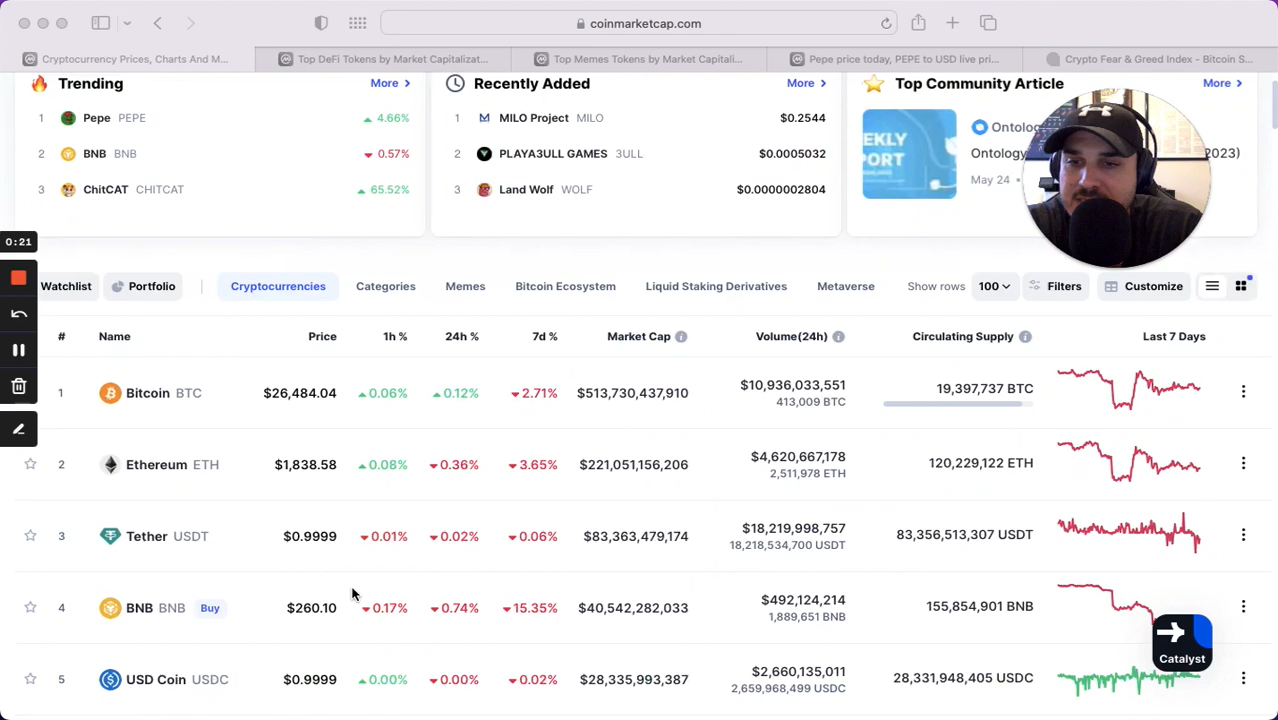 coinmarketcap.com
Cryptocurrency Prices, Charts And M...
Top DeFi Tokens by Market Capitalizat...
Top Memes Tokens by Market Capitali...
Pepe price today, PEPE to USD live pri...
Crypto Fear & Greed Index - Bitcoin S...
Trending
More >
1 Pepe PEPE 4.66%
2 BNB BNB 0.57%
3 ChitCAT CHITCAT 65.52%
Recently Added
More >
1 MILO Project MILO $0.2544
2 PLAYA3ULL GAMES 3ULL $0.0005032
3 Land Wolf WOLF $0.0000002804
Top Community Article
More >
EKLY
PORT
Ontolo
Ontology 2023)
May 24 •
0:21
Watchlist Portfolio Cryptocurrencies Categories Memes Bitcoin Ecosystem Liquid Staking Derivatives Metaverse Show rows 100 Filters Customize
# Name Price 1h % 24h % 7d % Market Cap Volume(24h) Circulating Supply Last 7 Days
1 Bitcoin BTC $26,484.04 0.06% 0.12% 2.71% $513,730,437,910 $10,936,033,551 19,397,737 BTC
413,009 BTC
2 Ethereum ETH $1,838.58 0.08% 0.36% 3.65% $221,051,156,206 $4,620,667,178 120,229,122 ETH
2,511,978 ETH
3 Tether USDT $0.9999 0.01% 0.02% 0.06% $83,363,479,174 $18,219,998,757 83,356,513,307 USDT
18,218,534,700 USDT
4 BNB BNB Buy $260.10 0.17% 0.74% 15.35% $40,542,282,033 $492,124,214 155,854,901 BNB
1,889,651 BNB
Catalyst
5 USD Coin USDC $0.9999 0.00% 0.00% 0.02% $28,335,993,387 $2,660,135,011 28,331,948,405 USDC
2,659,968,499 USDC